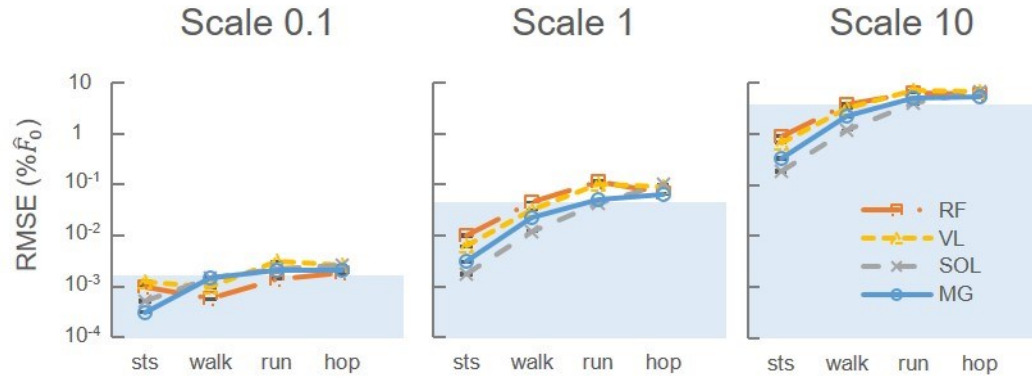 Scale 0.1
Scale 1
Scale 10
RMSE (%F̂₀)
10
1
10⁻¹
10⁻²
10⁻³
10⁻⁴
sts walk run hop
sts walk run hop
sts walk run hop
RF
VL
SOL
MG